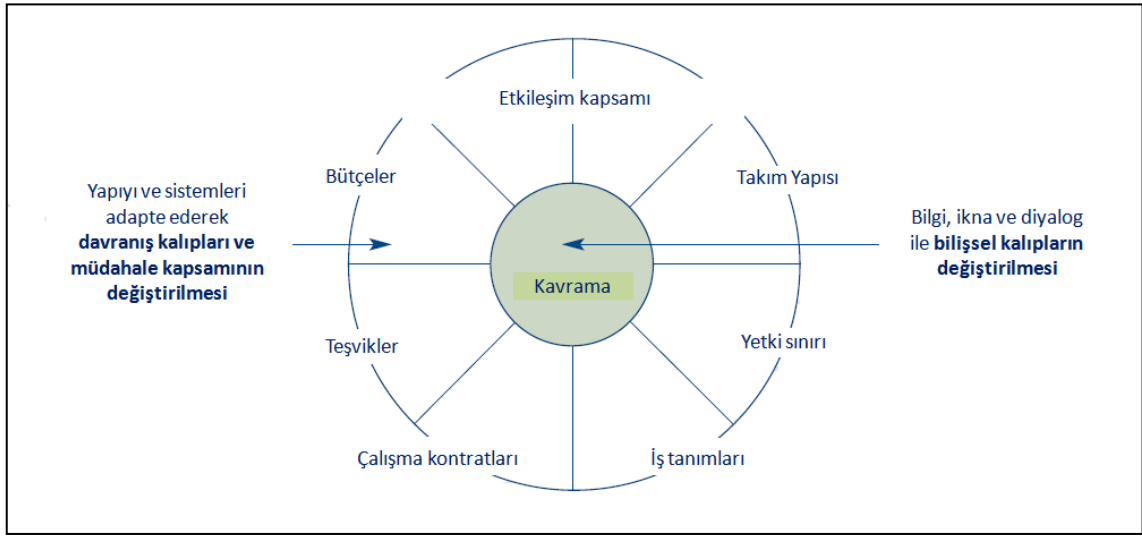 Etkileşim kapsamı
Bütçeler
Takım Yapısı
Yapıyı ve sistemleri
adapte ederek
davranış kalıpları ve
müdahale kapsamının
değiştirilmesi
Bilgi, ikna ve diyalog
ile bilişsel kalıpların
değiştirilmesi
Kavrama
Teşvikler
Yetki sınırı
Çalışma kontratları
İş tanımları